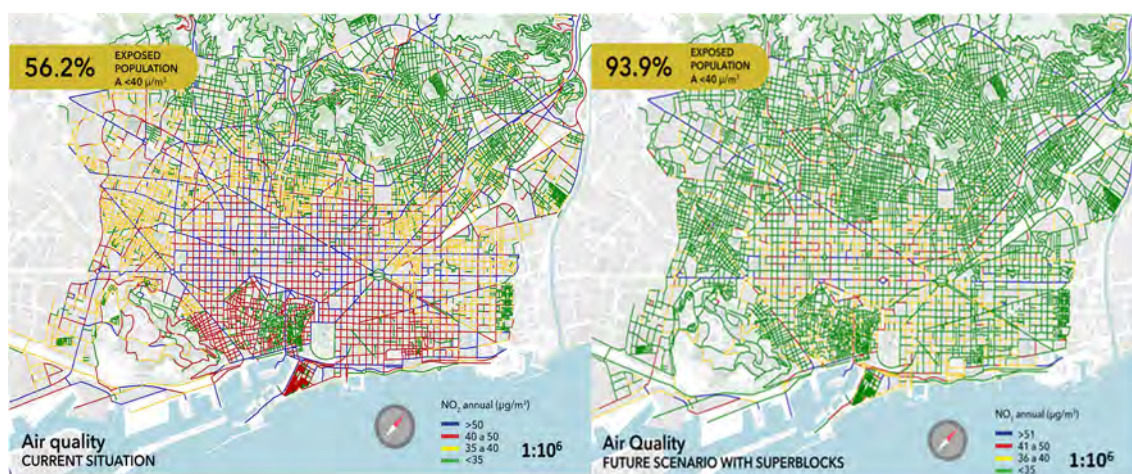 56.2%
EXPOSED
POPULATION
A <40 μ/m³
Air quality
CURRENT SITUATION
NO₂ annual (μg/m³)
>50
40 a 50
35 a 40
<35
1:10⁶
93.9%
EXPOSED
POPULATION
A <40 μ/m³
Air Quality
FUTURE SCENARIO WITH SUPERBLOCKS
NO₂ annual (μg/m³)
>51
41 a 50
36 a 40
<35
1:10⁶